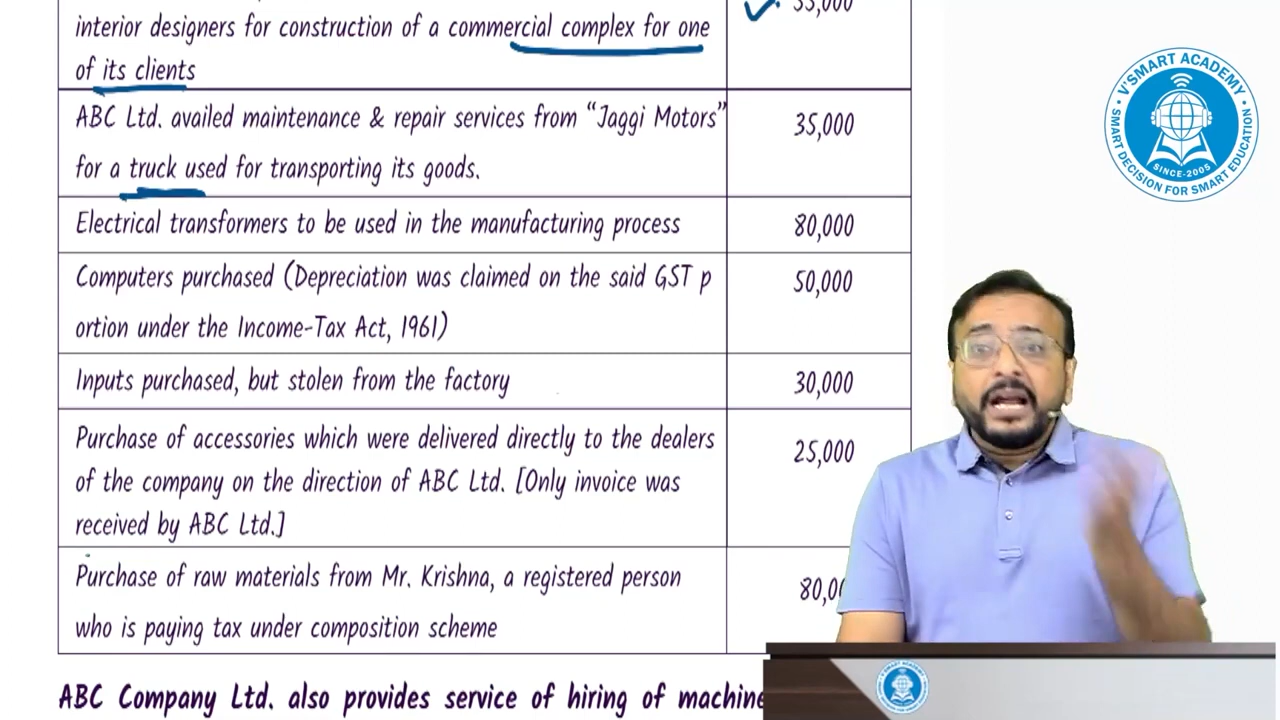 interior designers for construction of a commercial complex for one
of its clients
ABC Ltd. availed maintenance & repair services from “Jaggi Motors” 35,000
for a truck used for transporting its goods.
Electrical transformers to be used in the manufacturing process 80,000
Computers purchased (Depreciation was claimed on the said GST p 50,000
ortion under the Income-Tax Act, 1961)
Inputs purchased, but stolen from the factory 30,000
Purchase of accessories which were delivered directly to the dealers 25,000
of the company on the direction of ABC Ltd. [Only invoice was
received by ABC Ltd.]
Purchase of raw materials from Mr. Krishna, a registered person
who is paying tax under composition scheme
ABC Company Ltd. also provides service of hiring of machine
V'SMART ACADEMY
SMART DECISION FOR SMART EDUCATION
SINCE-2005